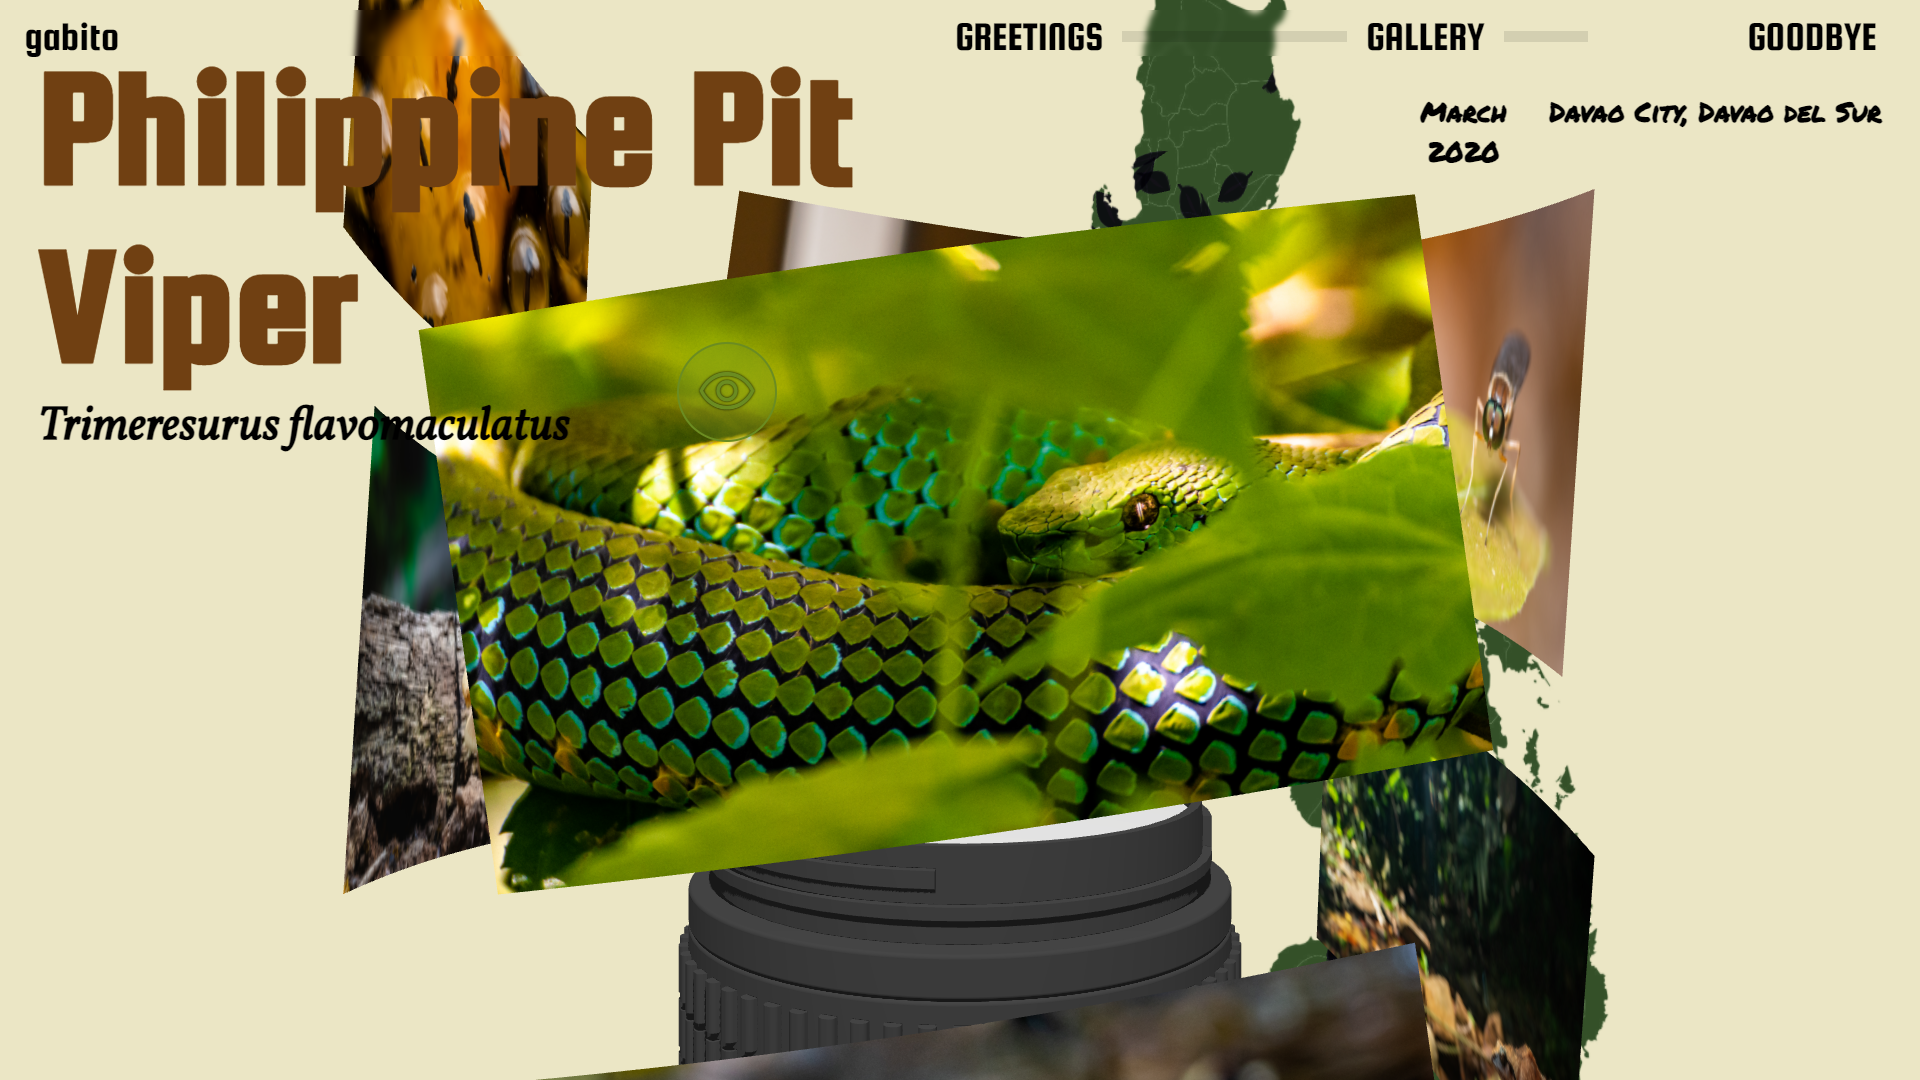 gabito
GREETINGS
GALLERY
GOODBYE
Philippine Pit
Viper
Trimeresurus flavomaculatus
March
2020
Davao City, Davao del Sur